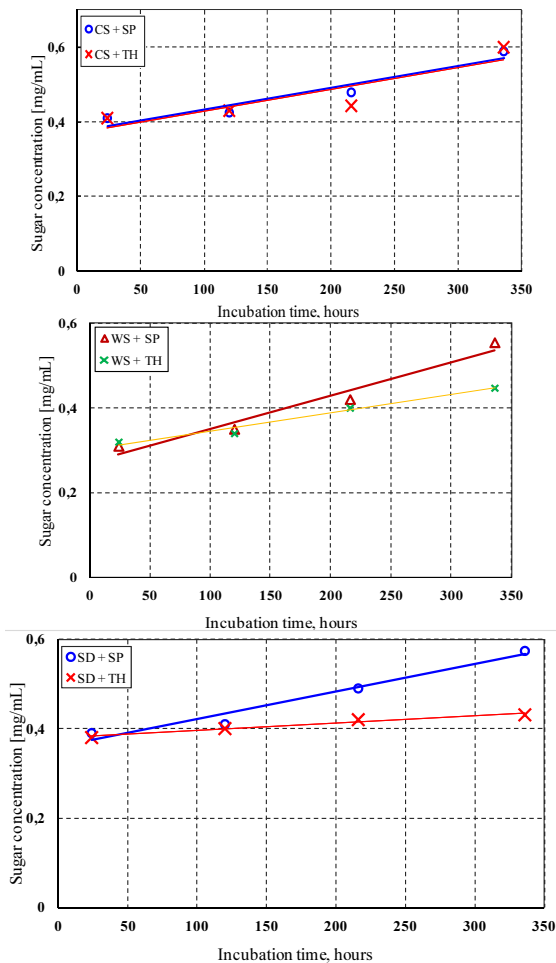 CS + SP
CS + TH
Sugar concentration [mg/mL]
0,6
0,4
0,2
0
0 50 100 150 200 250 300 350
Incubation time, hours
WS + SP
WS + TH
Sugar concentration [mg/mL]
0,6
0,4
0,2
0
0 50 100 150 200 250 300 350
Incubation time, hours
SD + SP
SD + TH
Sugar concentration [mg/mL]
0,6
0,4
0,2
0
0 50 100 150 200 250 300 350
Incubation time, hours